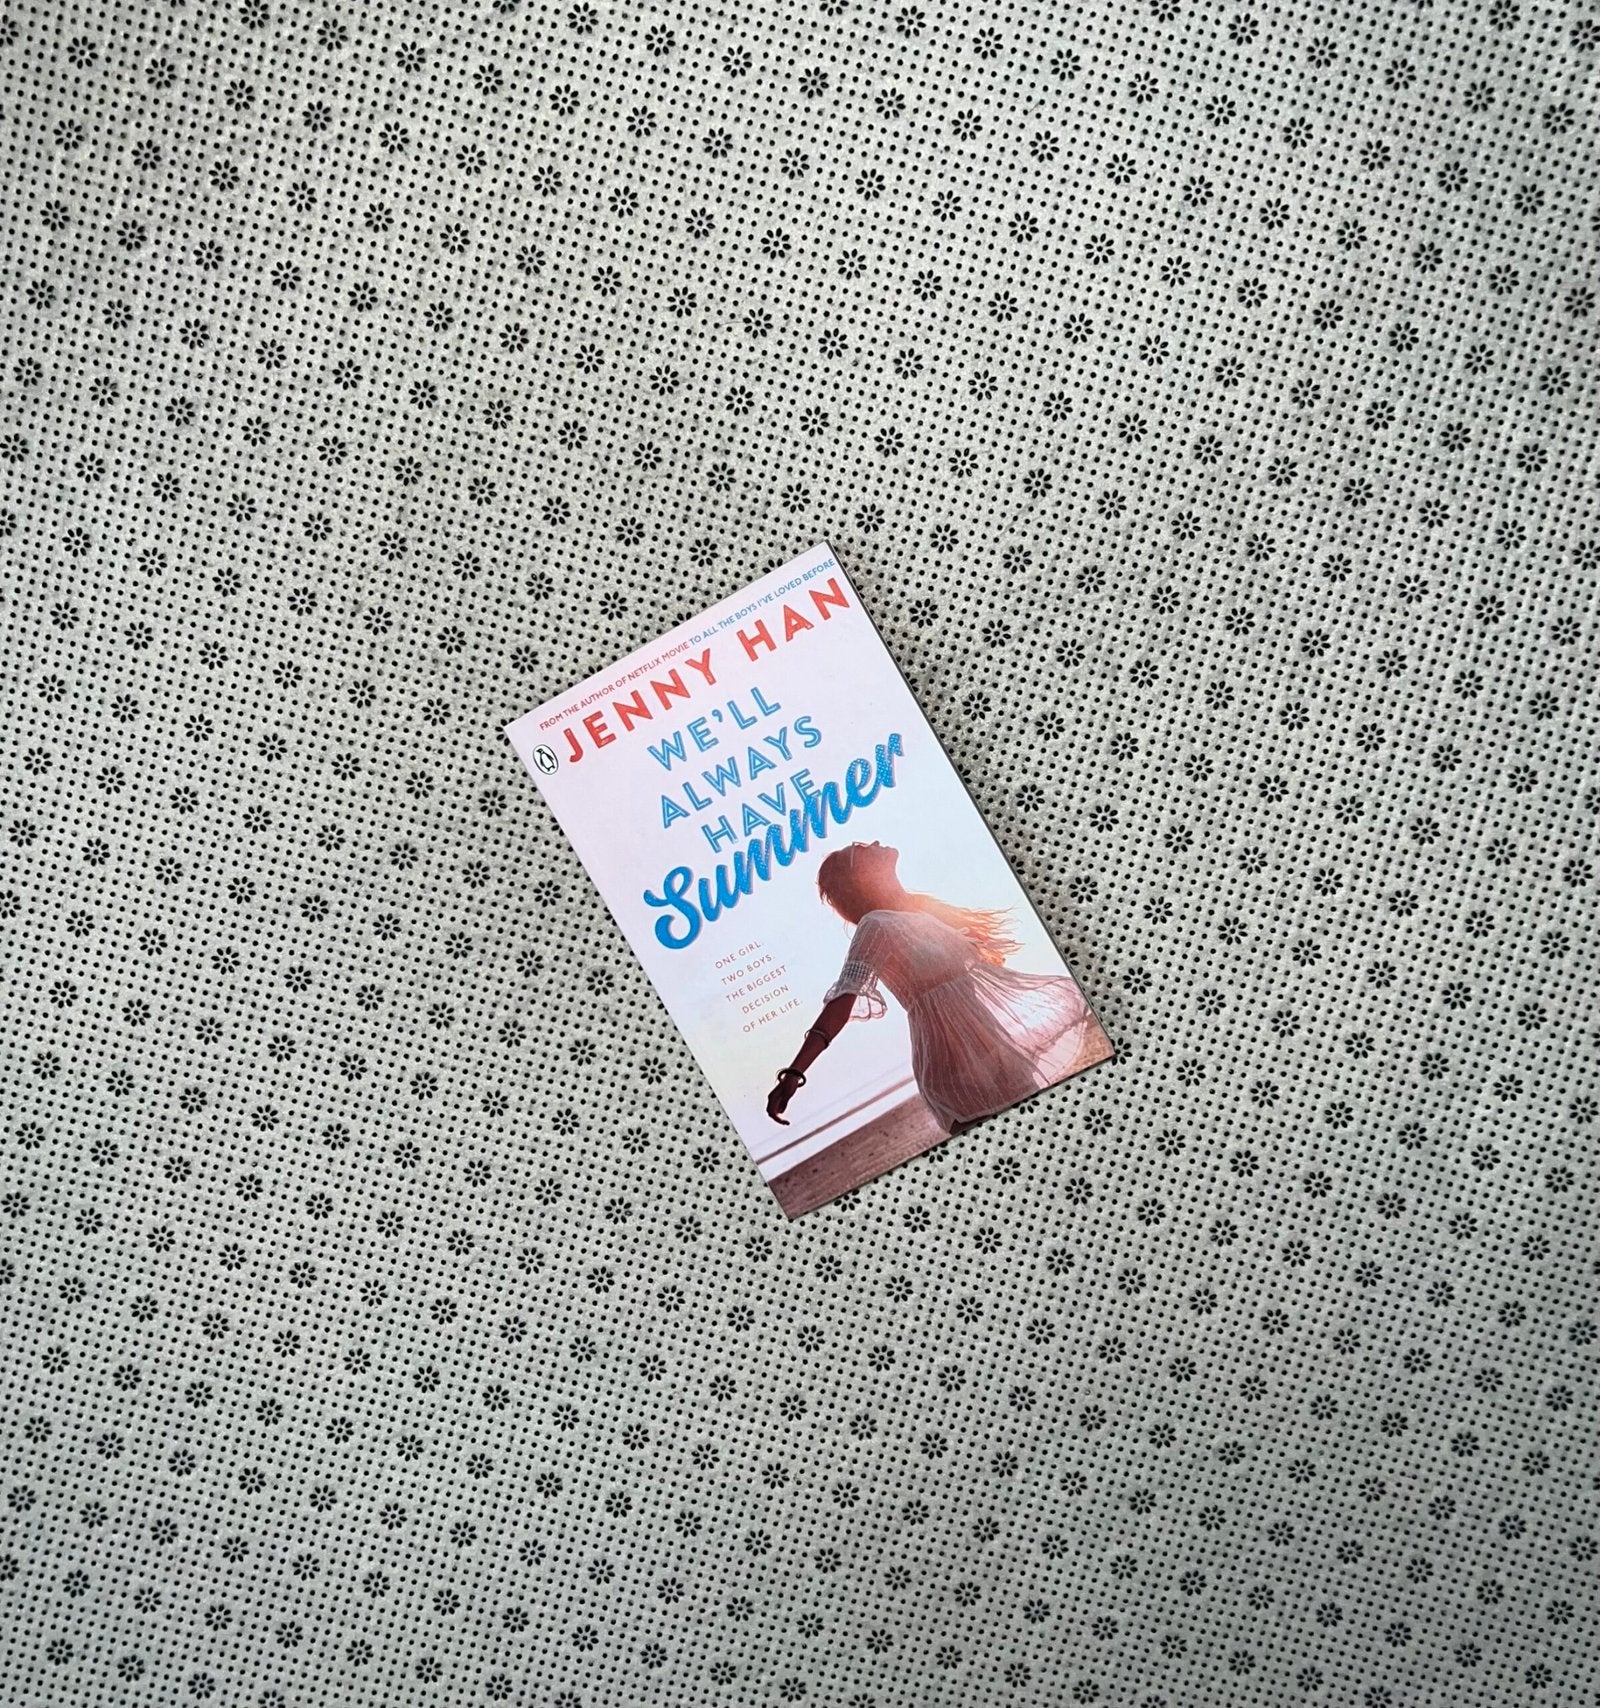 FROM THE AUTHOR OF NETFLIX MOVIE TO ALL THE BOYS I'VE LOVED BEFORE
JENNY HAN
WE'LL
ALWAYS
HAVE
Summer
ONE GIRL.
TWO BOYS.
THE BIGGEST
DECISION
OF HER LIFE.